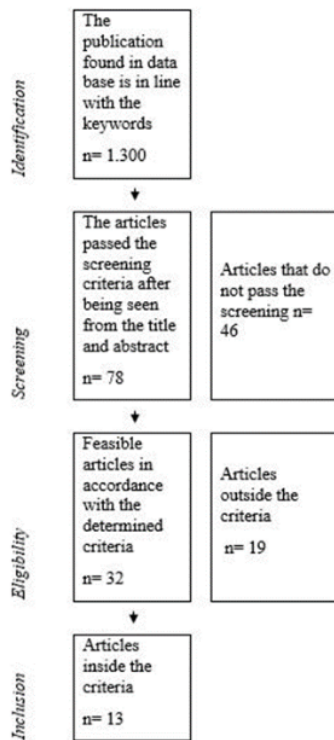 Identification
The
publication
found in data
base is in line
with the
keywords
n= 1.300
Screening
The articles
passed the
screening
criteria after
being seen
from the title
and abstract
n= 78
Articles that do
not pass the
screening n=
46
Eligibility
Feasible
articles in
accordance
with the
determined
criteria
n= 32
Articles
outside the
criteria
n= 19
Inclusion
Articles
inside the
criteria
n= 13